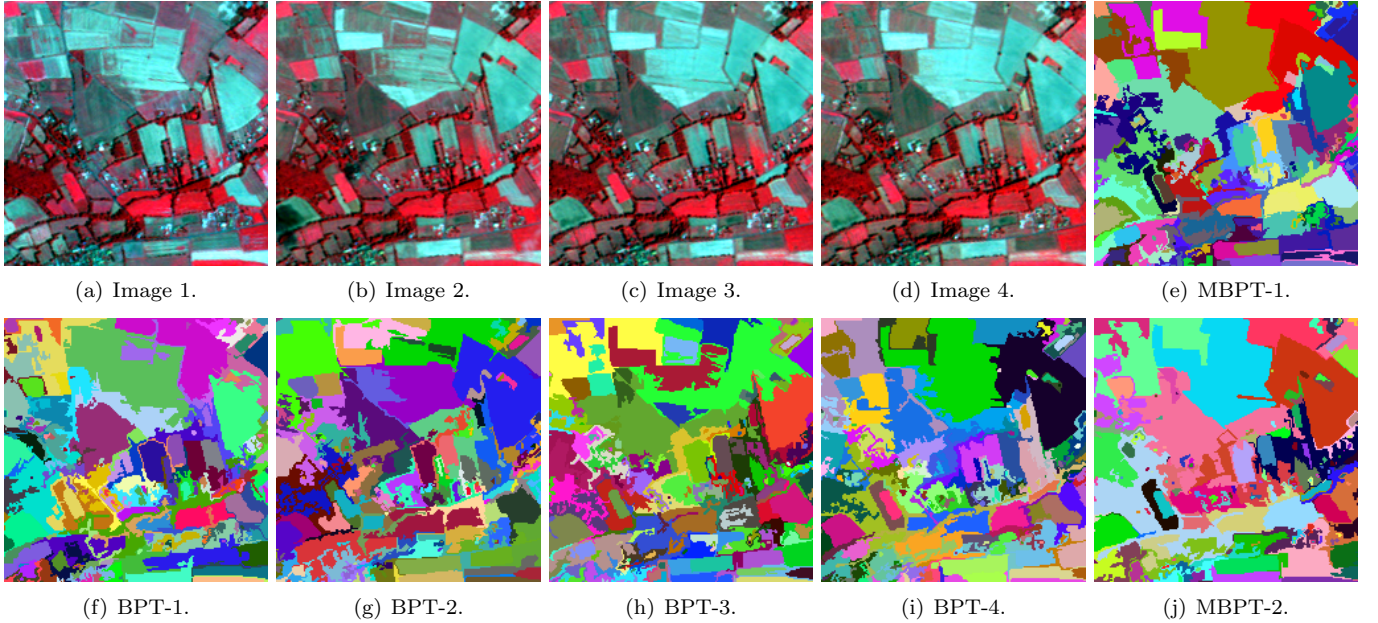 (a) Image 1.
(b) Image 2.
(c) Image 3.
(d) Image 4.
(e) MBPT-1.
(f) BPT-1.
(g) BPT-2.
(h) BPT-3.
(i) BPT-4.
(j) MBPT-2.